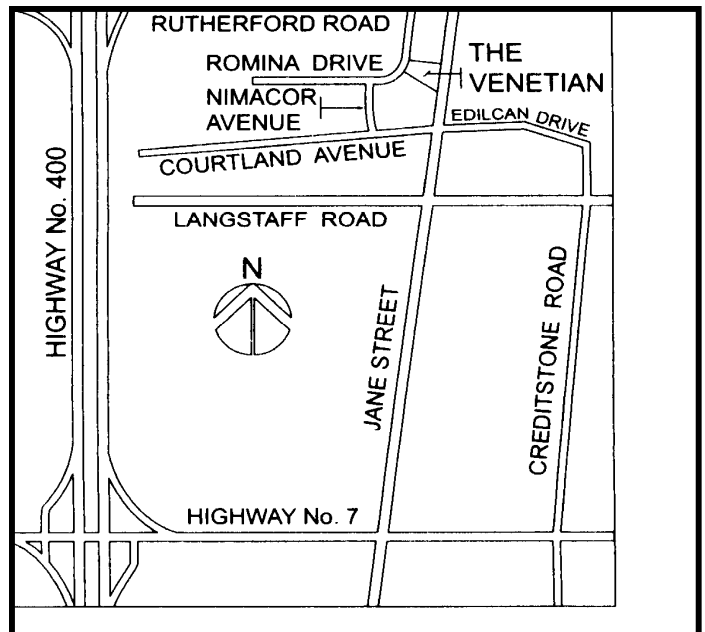 RUTHERFORD ROAD
THE
VENETIAN
ROMINA DRIVE
NIMACOR
AVENUE
EDILCAN DRIVE
COURTLAND AVENUE
HIGHWAY No. 400
LANGSTAFF ROAD
N
JANE STREET
CREDITSTONE ROAD
HIGHWAY No. 7